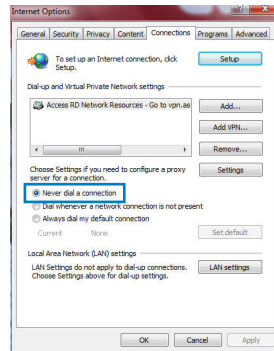 Internet Options
General Security Privacy Content Connections Programs Advanced
To set up an Internet connection, click
Setup.
Setup
Dial-up and Virtual Private Network settings
Access RD Network Resources - Go to vpn.as
Add...
Add VPN...
Remove...
Choose Settings if you need to configure a proxy
server for a connection.
Settings
Never dial a connection
Dial whenever a network connection is not present
Always dial my default connection
Current None
Set default
Local Area Network (LAN) settings
LAN Settings do not apply to dial-up connections.
Choose Settings above for dial-up settings.
LAN settings
OK Cancel Apply